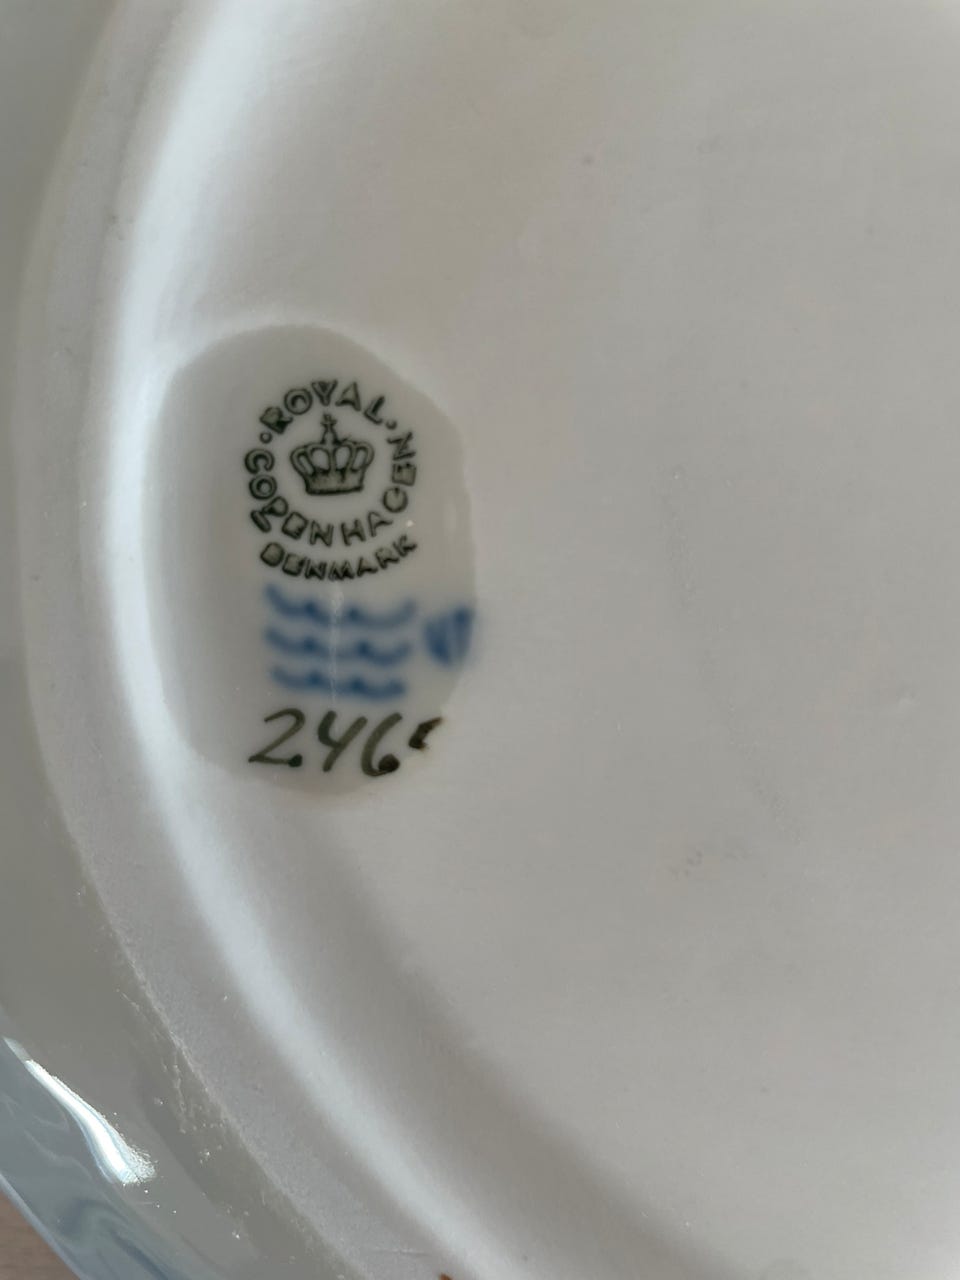 ROYAL
COPENHAGEN
DENMARK
246